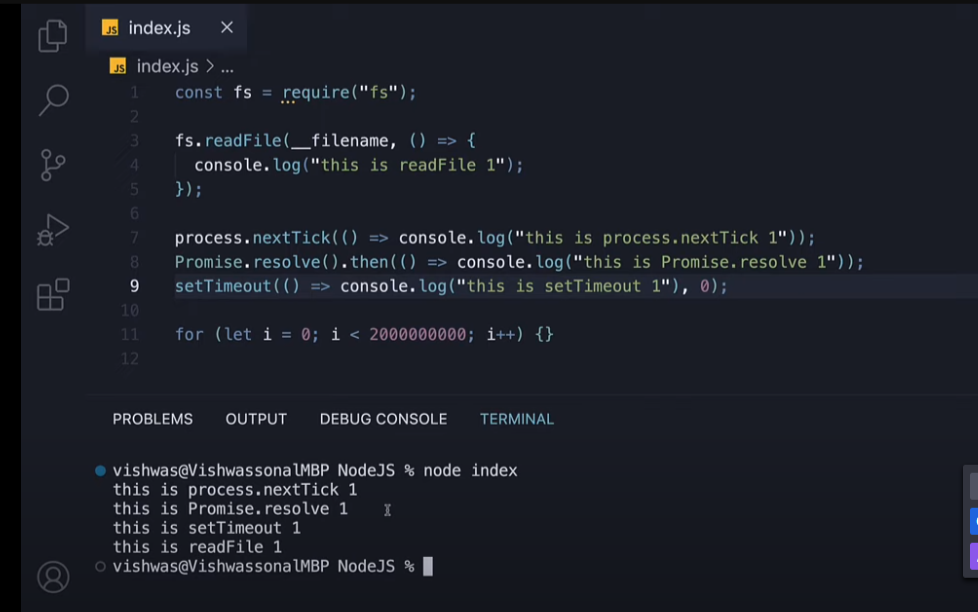 JS index.js ×
JS index.js > ...
1 const fs = require("fs");
2
3 fs.readFile(__filename, () => {
4 console.log("this is readFile 1");
5 });
6
7 process.nextTick(() => console.log("this is process.nextTick 1"));
8 Promise.resolve().then(() => console.log("this is Promise.resolve 1"));
9 setTimeout(() => console.log("this is setTimeout 1"), 0);
10
11 for (let i = 0; i < 2000000000; i++) {}
12
PROBLEMS OUTPUT DEBUG CONSOLE TERMINAL
vishwas@VishwassonalMBP NodeJS % node index
this is process.nextTick 1
this is Promise.resolve 1
this is setTimeout 1
this is readFile 1
vishwas@VishwassonalMBP NodeJS %